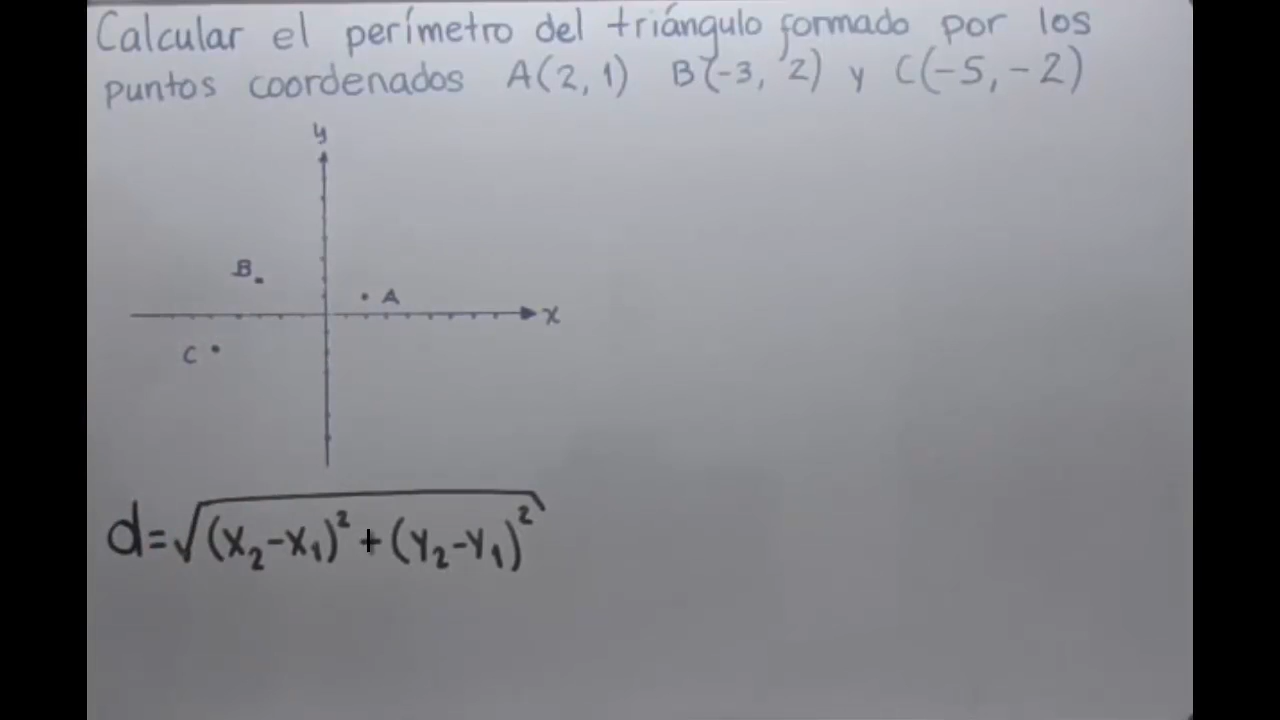 Calcular el perímetro del triángulo formado por los
puntos coordenados A(2, 1) B(-3, 2) y C(-5, -2)
y
B
A
x
C
d=√(x₂-x₁)²+(y₂-y₁)²